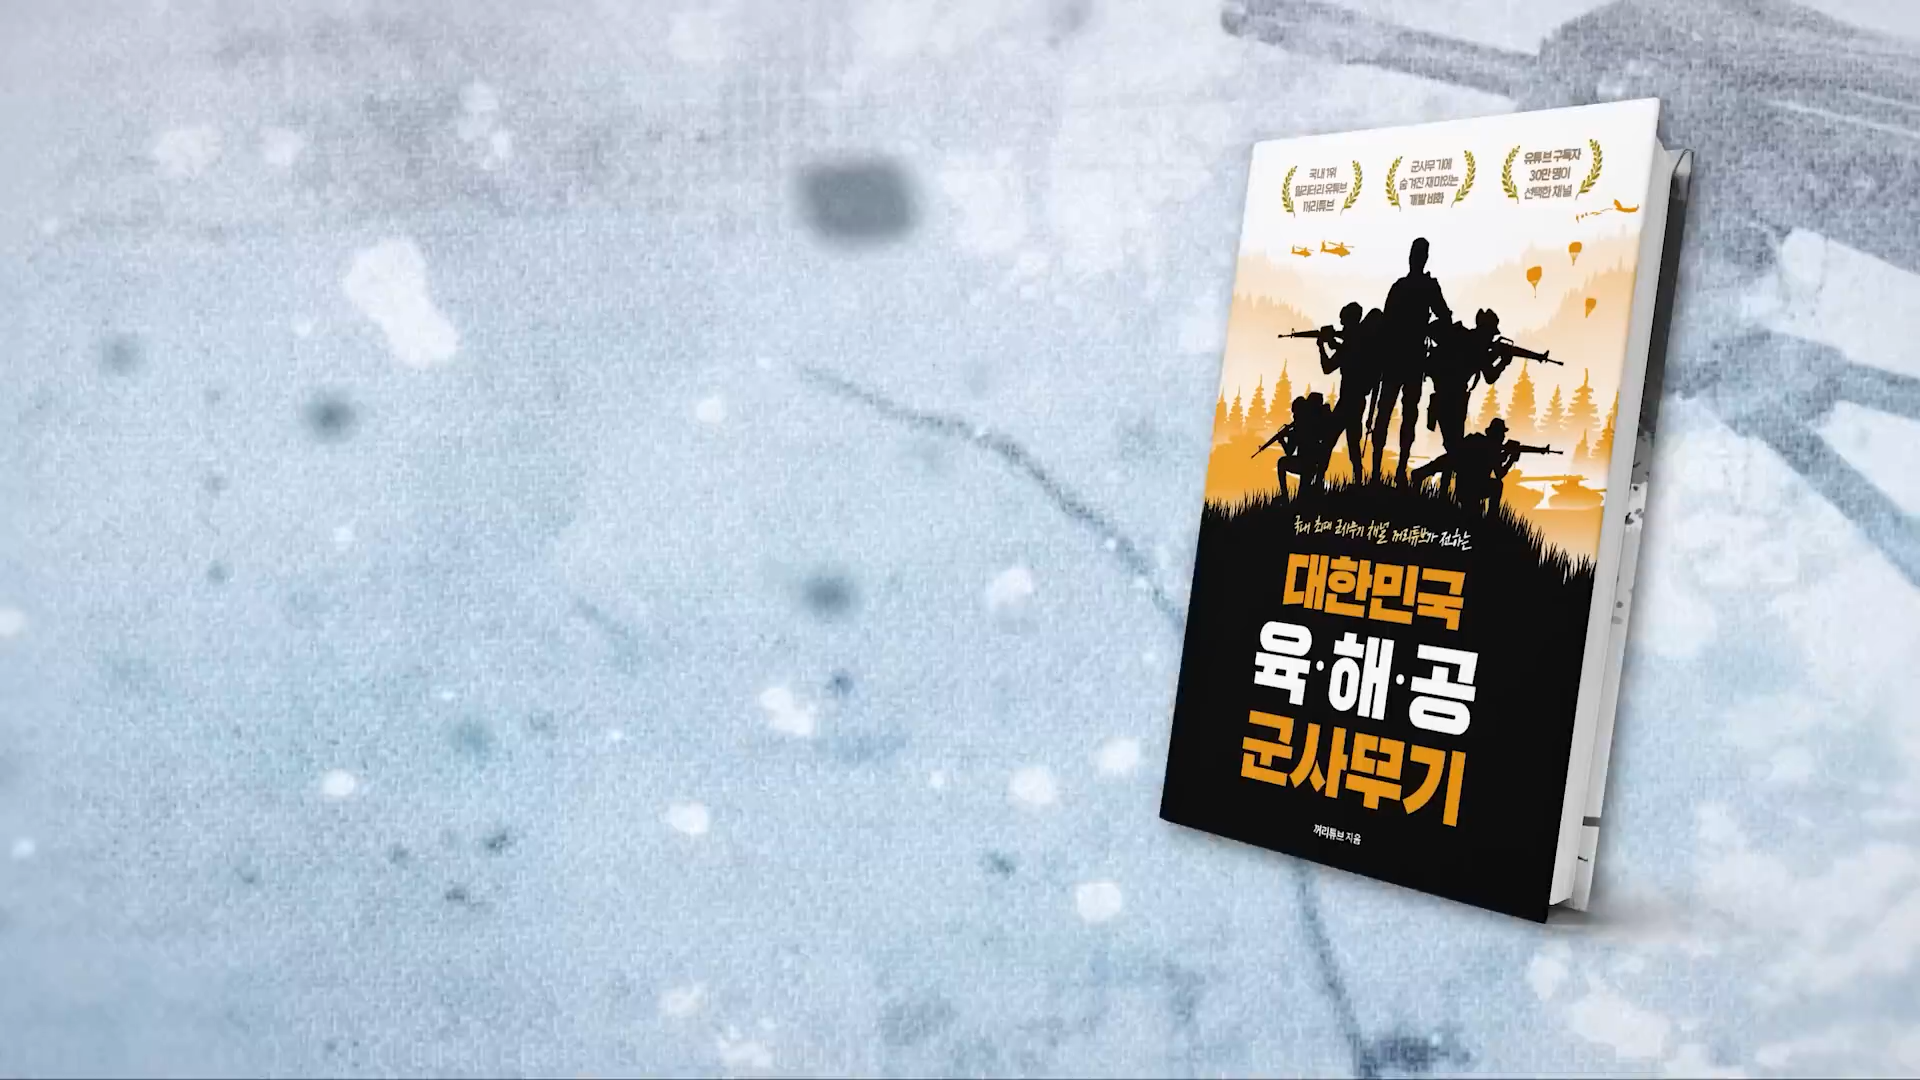 국내 1위
밀리터리 유튜브
꺼리튜브
군사무기에
숨겨진 재미있는
개발 비화
유튜브 구독자
30만 명이
선택한 채널
국내 최대 군사무기 채널 꺼리튜브가 전하는
대한민국
육·해·공
군사무기
꺼리튜브 지음